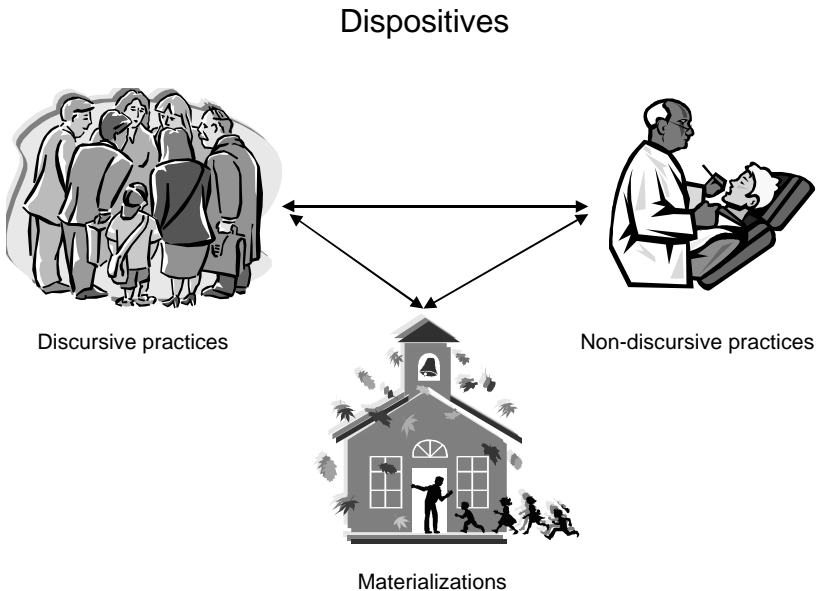 Dispositives
Discursive practices
Non-discursive practices
Materializations